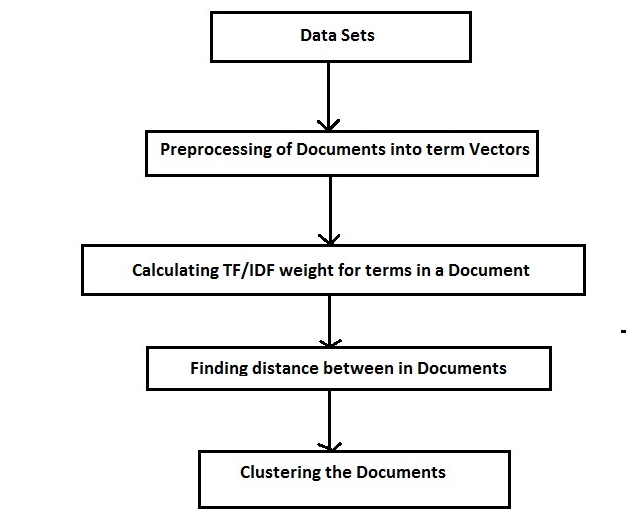 Data Sets
Preprocessing of Documents into term Vectors
Calculating TF/IDF weight for terms in a Document
Finding distance between in Documents
Clustering the Documents